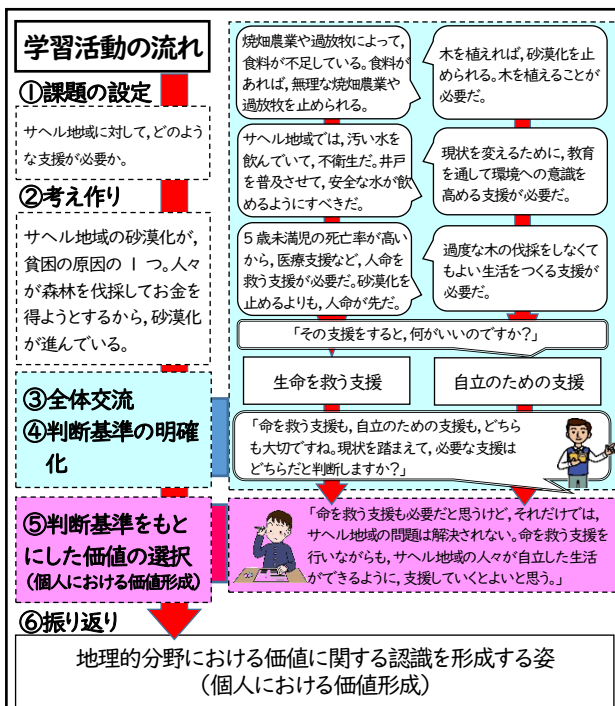 学習活動の流れ
①課題の設定
サヘル地域に対して,どのよう
な支援が必要か。
②考え作り
サヘル地域の砂漠化が,
貧困の原因の1つ。人々
が森林を伐採してお金を
得ようとするから,砂漠化
が進んでいる。
③全体交流
④判断基準の明確
化
⑤判断基準をもと
にした価値の選択
(個人における価値形成)
⑥振り返り
焼畑農業や過放牧によって,
食料が不足している。食料が
あれば,無理な焼畑農業や
過放牧を止められる。
木を植えれば,砂漠化を止
められる。木を植えることが
必要だ。
サヘル地域では,汚い水を
飲んでいて,不衛生だ。井戸
を普及させて,安全な水が飲
めるようにすべきだ。
現状を変えるために,教育
を通して環境への意識を
高める支援が必要だ。
5歳未満児の死亡率が高い
から,医療支援など,人命を
救う支援が必要だ。砂漠化を
止めるよりも,人命が先だ。
過度な木の伐採をしなくて
もよい生活をつくる支援
が必要だ。
「その支援をすると,何がいいのですか?」
生命を救う支援
自立のための支援
「命を救う支援も,自立のための支援も,どちら
も大切ですね。現状を踏まえて,必要な支援は
どちらだと判断しますか?」
「命を救う支援も必要だと思うけど,それだけでは,
サヘル地域の問題は解決されない。命を救う支援を
行いながらも,サヘル地域の人々が自立した生活
ができるように,支援していくとよいと思う。」
地理的分野における価値に関する認識を形成する姿
(個人における価値形成)